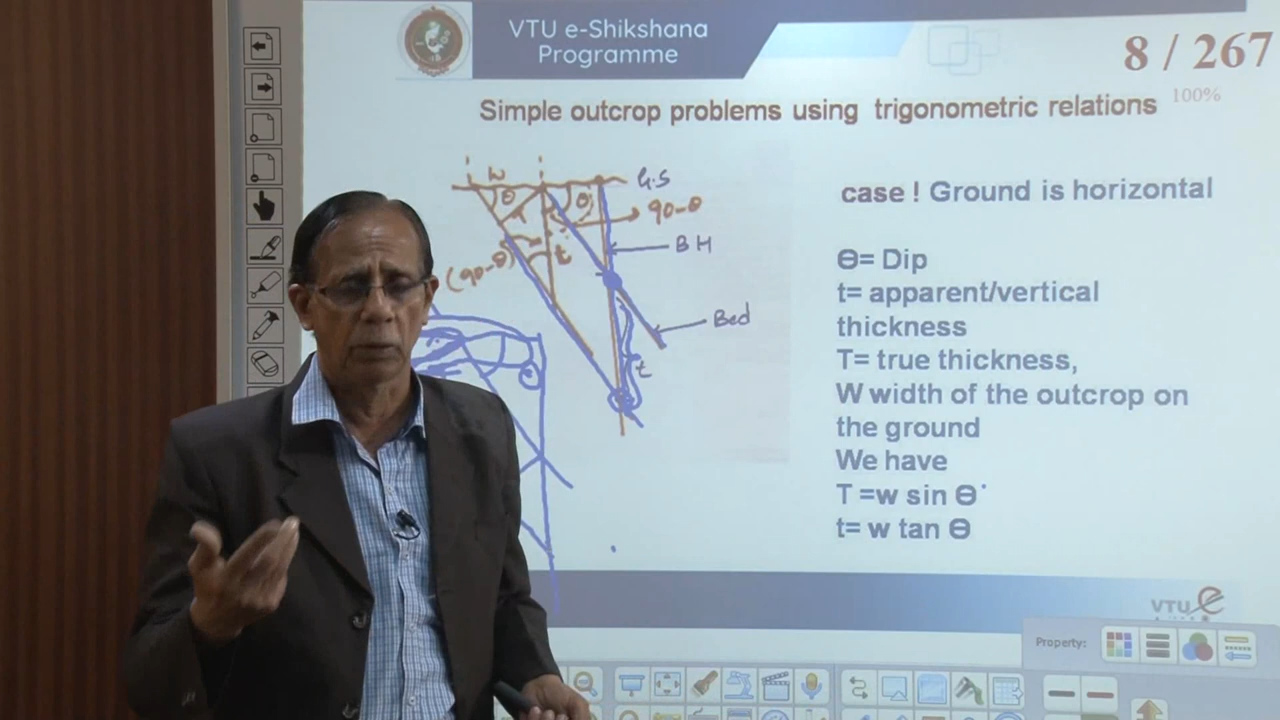 VTU e-Shikshana
Programme
8 / 267
100%
Simple outcrop problems using trigonometric relations
W
G.S
θ
θ
90-θ
BH
t
(90-θ)
Bed
t
case ! Ground is horizontal
Ɵ= Dip
t= apparent/vertical
thickness
T= true thickness,
W width of the outcrop on
the ground
We have
T =w sin Ɵ
t= w tan Ɵ
VTU e
Property: